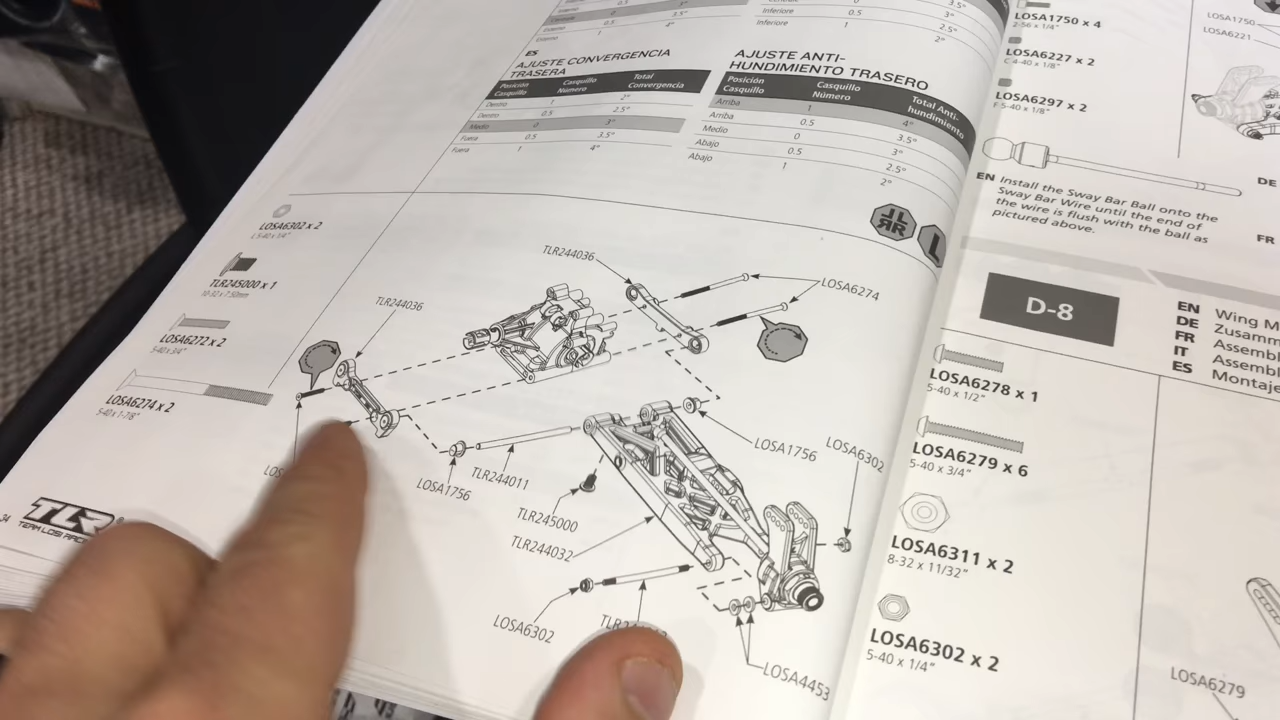 ES
AJUSTE CONVERGENCIA
TRASERA
Posición
Casquillo
Casquillo
Número
Total
Convergencia
Dentro 1 2°
Dentro 0.5 2.5°
Medio 0 3°
Fuera 0.5 3.5°
Fuera 1 4°
Inferiore 0.5 3°
Inferiore 1 2.5°
2°
AJUSTE ANTI-
HUNDIMIENTO TRASERO
Posición
Casquillo
Casquillo
Número
Total Anti-
hundimiento
Arriba 1 4°
Arriba 0.5 3.5°
Medio 0 3°
Abajo 0.5 2.5°
Abajo 1 2°
LOSA6302 x 2
5-40 x 1/4"
TLR245000 x 1
LOSA6272 x 2
5-40 x 3/4"
LOSA6274 x 2
5-40 x 1-7/8"
TLR244036
TLR244036
LOSA6274
LOSA1756
TLR244011
LOSA1756
LOSA6302
TLR245000
TLR244032
LOSA6302
LOSA4453
L
34
TLR
LOSA1750 x 4
2-56 x 1/4"
LOSA6227 x 2
C 4-40 x 1/8"
LOSA6297 x 2
F 5-40 x 1/8"
LOSA1750
LOSA6221
EN Install the Sway Bar Ball onto the
Sway Bar Wire until the end of
the wire is flush with the ball as
pictured above.
DE
FR
D-8
EN Wing M
DE Zusamm
FR Assembl
IT Assembl
ES Montaje
LOSA6278 x 1
5-40 x 1/2"
LOSA6279 x 6
5-40 x 3/4"
LOSA6311 x 2
8-32 x 11/32"
LOSA6302 x 2
5-40 x 1/4"
LOSA6279